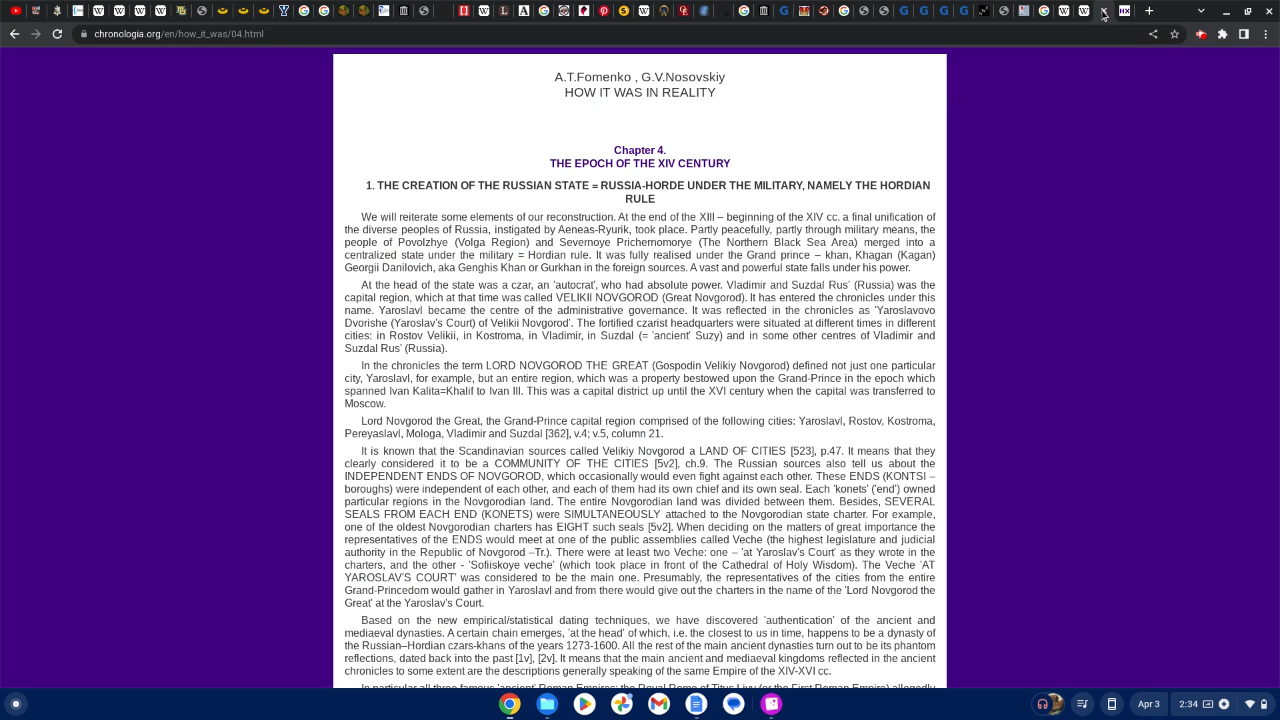 chronologia.org/en/how_it_was/04.html
A.T.Fomenko , G.V.Nosovskiy
HOW IT WAS IN REALITY
Chapter 4.
THE EPOCH OF THE XIV CENTURY
1. THE CREATION OF THE RUSSIAN STATE = RUSSIA-HORDE UNDER THE MILITARY, NAMELY THE HORDIAN
RULE
We will reiterate some elements of our reconstruction. At the end of the XIII – beginning of the XIV cc. a final unification
of the diverse peoples of Russia, instigated by Aeneas-Ryurik, took place. Partly peacefully, partly through military means, the
people of Povolzhye (Volga Region) and Severnoye Prichernomorye (The Northern Black Sea Area) merged into a
centralized state under the military = Hordian rule. It was fully realised under the Grand prince – khan, Khagan (Kagan)
Georgii Danilovich, aka Genghis Khan or Gurkhan in the foreign sources. A vast and powerful state falls under his power.
At the head of the state was a czar, an 'autocrat', who had absolute power. Vladimir and Suzdal Rus' (Russia) was the
capital region, which at that time was called VELIKII NOVGOROD (Great Novgorod). It has entered the chronicles under this
name. Yaroslavl became the centre of the administrative governance. It was reflected in the chronicles as 'Yaroslavovo
Dvorishe (Yaroslav's Court) of Velikii Novgorod'. The fortified czarist headquarters were situated at different times in different
cities: in Rostov Velikii, in Kostroma, in Vladimir, in Suzdal (= 'ancient' Suzy) and in some other centres of Vladimir and
Suzdal Rus' (Russia).
In the chronicles the term LORD NOVGOROD THE GREAT (Gospodin Velikiy Novgorod) defined not just one particular
city, Yaroslavl, for example, but an entire region, which was a property bestowed upon the Grand-Prince in the epoch which
spanned Ivan Kalita=Khalif to Ivan III. This was a capital district up until the XVI century when the capital was transferred to
Moscow.
Lord Novgorod the Great, the Grand-Prince capital region comprised of the following cities: Yaroslavl, Rostov, Kostroma,
Pereyaslavl, Mologa, Vladimir and Suzdal [362], v.4; v.5, column 21.
It is known that the Scandinavian sources called Velikiy Novgorod a LAND OF CITIES [523], p.47. It means that they
clearly considered it to be a COMMUNITY OF THE CITIES [5v2], ch.9. The Russian sources also tell us about the
INDEPENDENT ENDS OF NOVGOROD, which occasionally would even fight against each other. These ENDS (KONTSI –
boroughs) were independent of each other, and each of them had its own chief and its own seal. Each 'konets' ('end') owned
particular regions in the Novgorodian land. The entire Novgorodian land was divided between them. Besides, SEVERAL
SEALS FROM EACH END (KONETS) were SIMULTANEOUSLY attached to the Novgorodian state charter. For example,
one of the oldest Novgorodian charters has EIGHT such seals [5v2]. When deciding on the matters of great importance the
representatives of the ENDS would meet at one of the public assemblies called Veche (the highest legislature and judicial
authority in the Republic of Novgorod –Tr.). There were at least two Veche: one – 'at Yaroslav's Court' as they wrote in the
charters, and the other - 'Sofiiskoye veche' (which took place in front of the Cathedral of Holy Wisdom). The Veche 'AT
YAROSLAV'S COURT' was considered to be the main one. Presumably, the representatives of the cities from the entire
Grand-Princedom would gather in Yaroslavl and from there would give out the charters in the name of the 'Lord Novgorod the
Great' at the Yaroslav's Court.
Based on the new empirical/statistical dating techniques, we have discovered 'authentication' of the ancient and
mediaeval dynasties. A certain chain emerges, 'at the head' of which, i.e. the closest to us in time, happens to be a dynasty of
the Russian–Hordian czars-khans of the years 1273-1600. All the rest of the main ancient dynasties turn out to be its phantom
reflections, dated back into the past [1v], [2v]. It means that the main ancient and mediaeval kingdoms reflected in the ancient
chronicles to some extent are the descriptions generally speaking of the same Empire of the XIV-XVI cc.
In particular all three famous 'ancient' Roman Empires: the Royal Rome of Titus Livy (or the First Roman Empire) allegedly
Apr 3
2:34